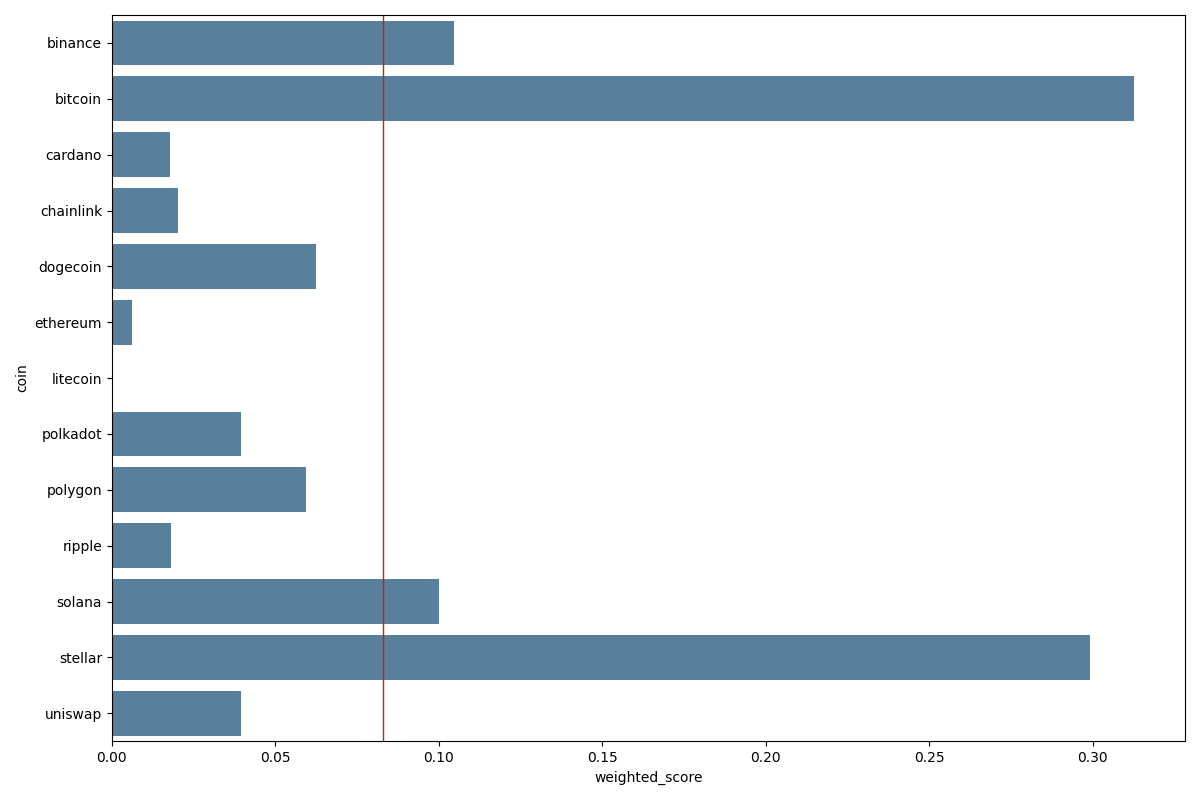 binance
bitcoin
cardano
chainlink
dogecoin
ethereum
litecoin
polkadot
polygon
ripple
solana
stellar
uniswap
coin
0.00 0.05 0.10 0.15 0.20 0.25 0.30
weighted_score